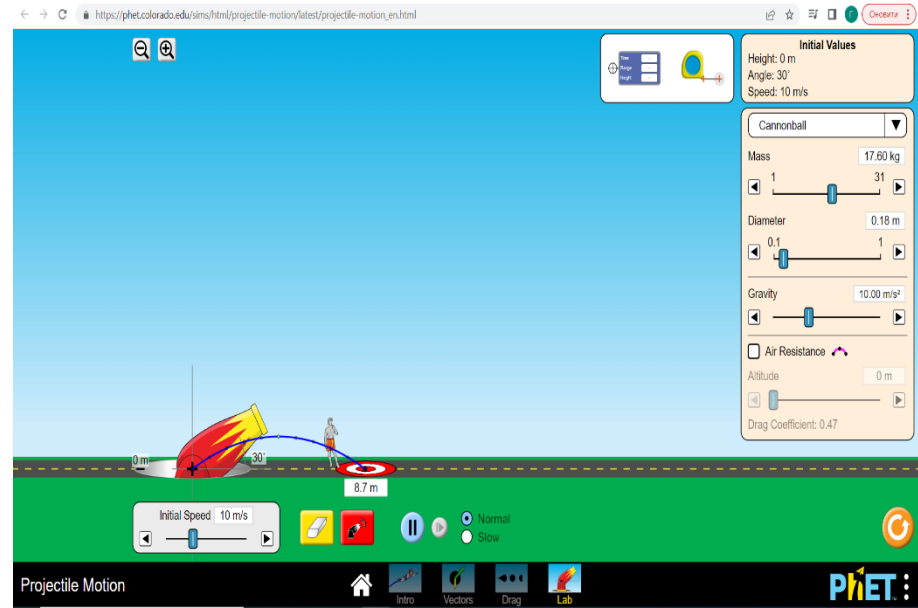 https://phet.colorado.edu/sims/html/projectile-motion/latest/projectile-motion_en.html
Г
Оновити
Time
Range
Height
Initial Values
Height: 0 m
Angle: 30°
Speed: 10 m/s
Cannonball
Mass 17.60 kg
1 31
Diameter 0.18 m
0.1 1
Gravity 10.00 m/s²
Air Resistance
Altitude 0 m
Drag Coefficient: 0.47
0 m
30°
8.7 m
Initial Speed 10 m/s
Normal
Slow
Projectile Motion
Intro
Vectors
Drag
Lab
PhET